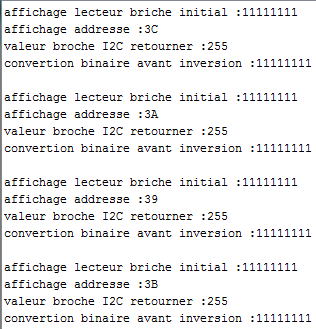 affichage lecteur briche initial :11111111
affichage addresse :3C
valeur broche I2C retourner :255
convertion binaire avant inversion :11111111
affichage lecteur briche initial :11111111
affichage addresse :3A
valeur broche I2C retourner :255
convertion binaire avant inversion :11111111
affichage lecteur briche initial :11111111
affichage addresse :39
valeur broche I2C retourner :255
convertion binaire avant inversion :11111111
affichage lecteur briche initial :11111111
affichage addresse :3B
valeur broche I2C retourner :255
convertion binaire avant inversion :11111111